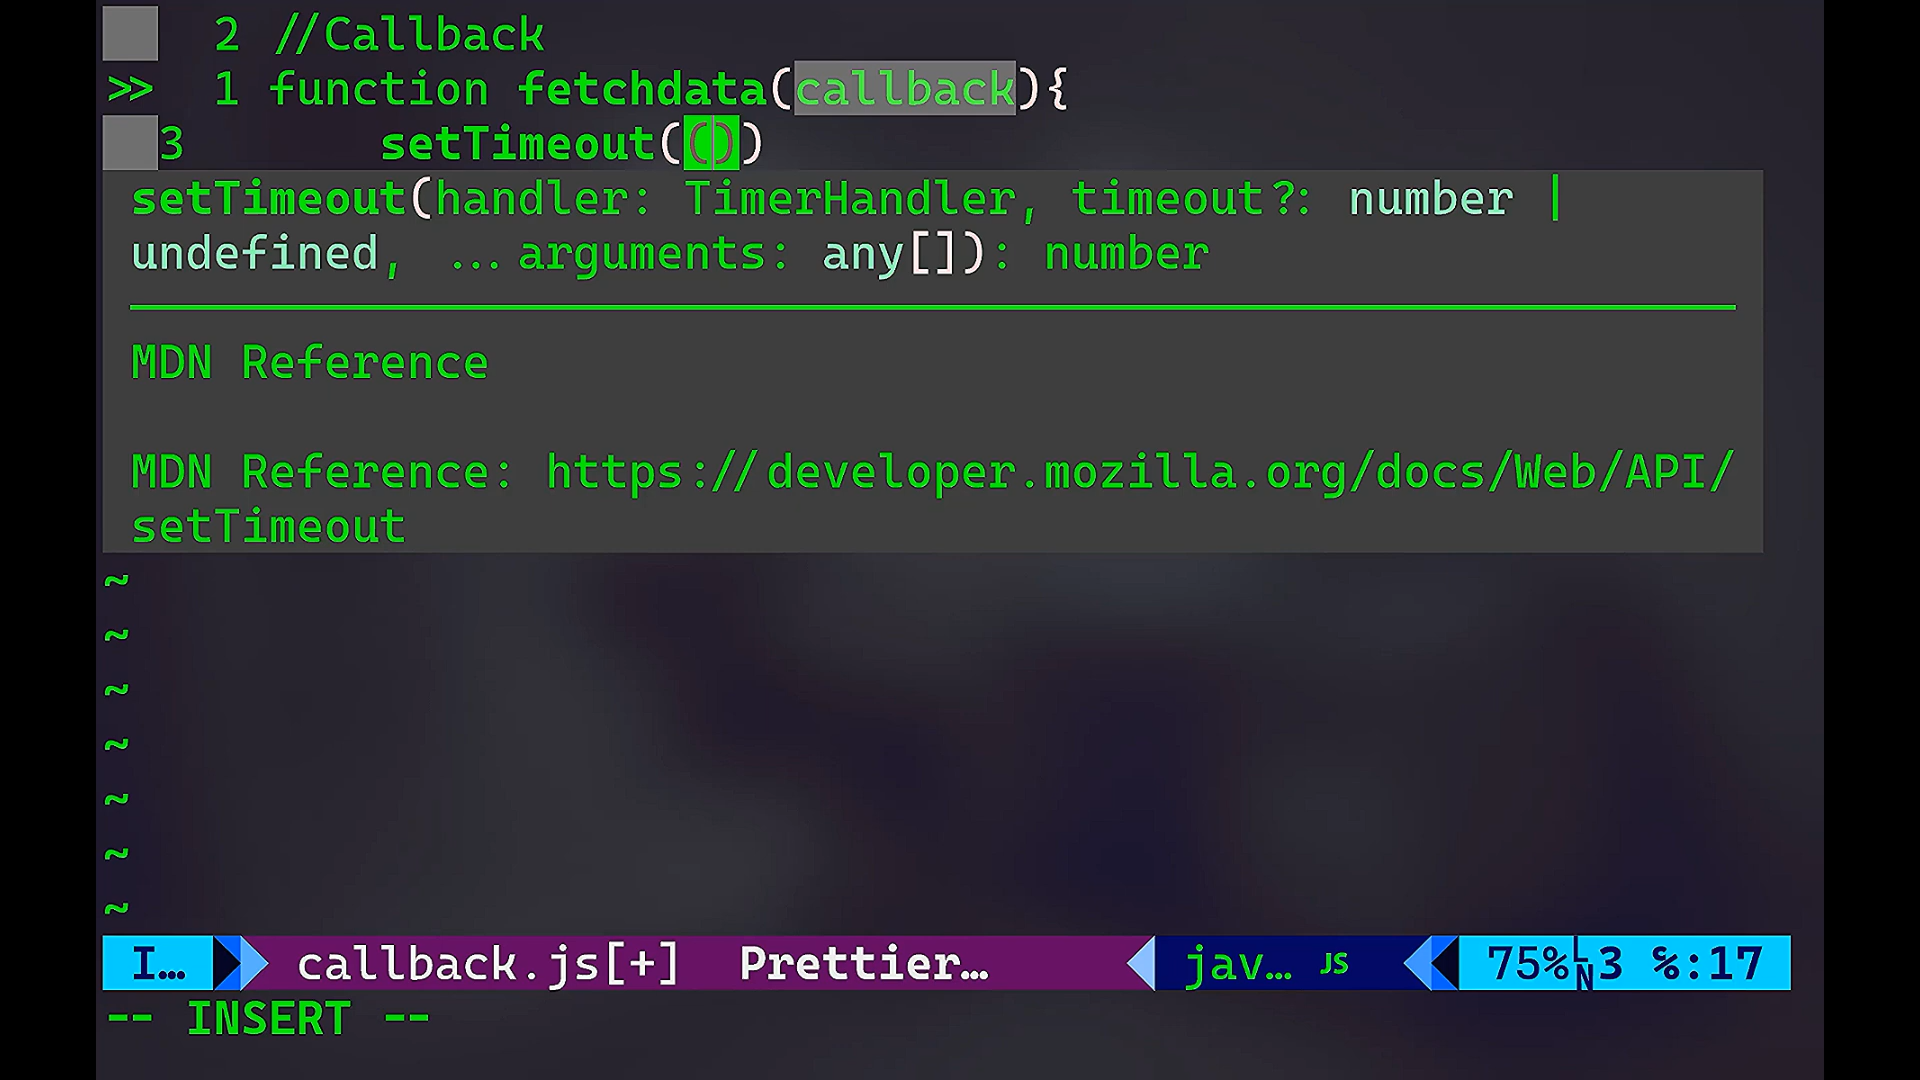 2 //Callback
>> 1 function fetchdata(callback){
3 setTimeout(())
setTimeout(handler: TimerHandler, timeout?: number |
undefined, ...arguments: any[]): number
MDN Reference
MDN Reference: https://developer.mozilla.org/docs/Web/API/
setTimeout
~
~
~
~
~
~
~
I… callback.js[+] Prettier… jav… JS 75% LN 3 %:17
-- INSERT --